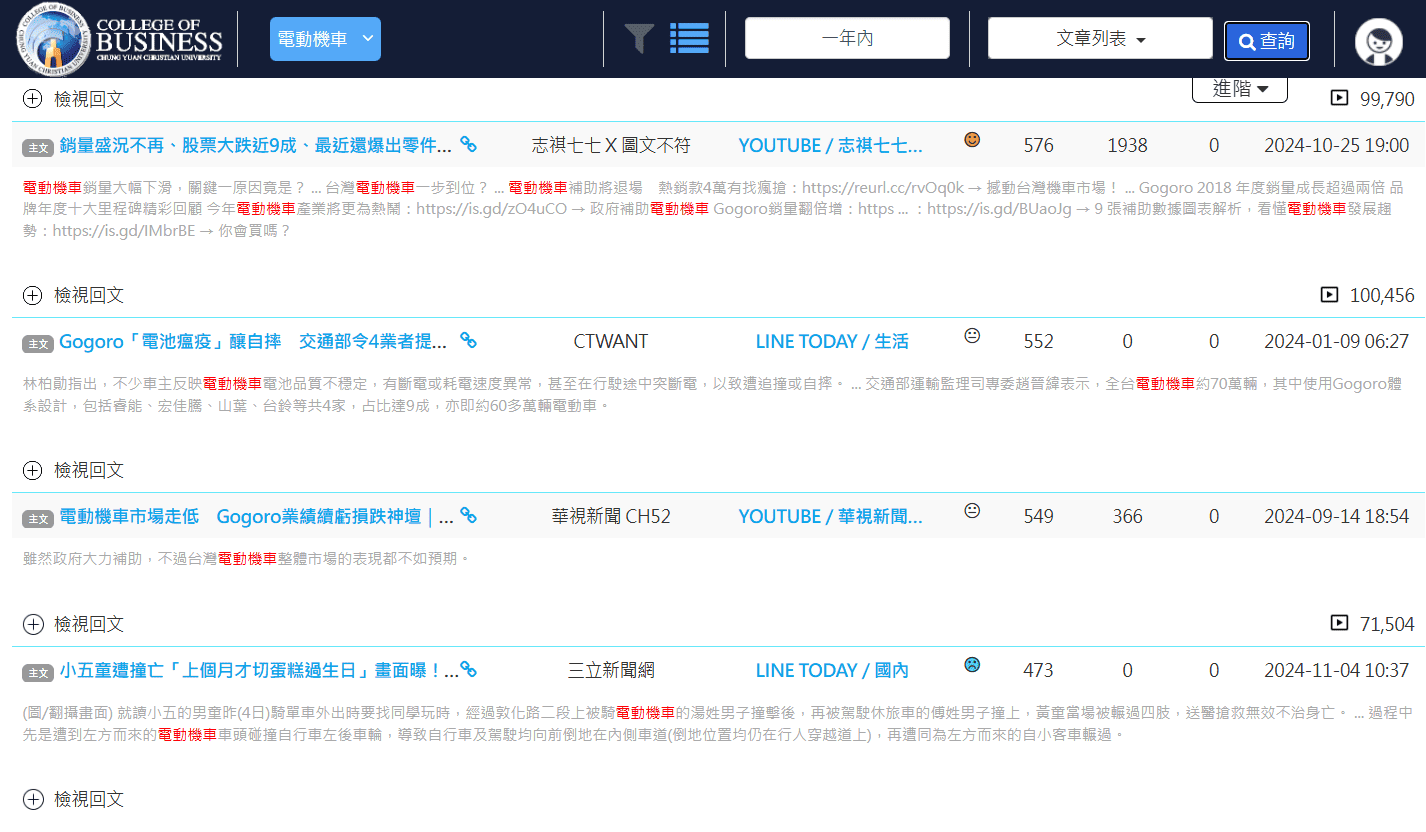 COLLEGE OF
BUSINESS
CHUNG YUAN CHRISTIAN UNIVERSITY
電動機車
一年內
文章列表
查詢
進階
檢視回文
99,790
主文 銷量盛況不再、股票大跌近9成、最近還爆出零件... 志祺七七 X 圖文不符 YOUTUBE / 志祺七七... 576 1938 0 2024-10-25 19:00
電動機車銷量大幅下滑，關鍵一原因竟是？ ... 台灣電動機車一步到位？ ... 電動機車補助將退場 熱銷款4萬有找瘋搶：https://reurl.cc/rvOq0k → 撼動台灣機車市場！ ... Gogoro 2018 年度銷量成長超過兩倍 品
牌年度十大里程碑精彩回顧 今年電動機車產業將更為熱鬧：https://is.gd/zO4uCO → 政府補助電動機車 Gogoro銷量翻倍增：https ... ：https://is.gd/BUaoJg → 9 張補助數據圖表解析，看懂電動機車發展趨
勢：https://is.gd/IMbrBE → 你會買嗎？
檢視回文
100,456
主文 Gogoro「電池瘟疫」釀自摔 交通部令4業者提... CTWANT LINE TODAY / 生活 552 0 0 2024-01-09 06:27
林柏勛指出，不少車主反映電動機車電池品質不穩定，有斷電或耗電速度異常，甚至在行駛途中突斷電，以致遭追撞或自摔。 ... 交通部運輸監理司專委趙晉緯表示，全台電動機車約70萬輛，其中使用Gogoro體
系設計，包括睿能、宏佳騰、山葉、台鈴等共4家，占比達9成，亦即約60多萬輛電動車。
檢視回文
主文 電動機車市場走低 Gogoro業績續虧損跌神壇｜... 華視新聞 CH52 YOUTUBE / 華視新聞... 549 366 0 2024-09-14 18:54
雖然政府大力補助，不過台灣電動機車整體市場的表現都不如預期。
檢視回文
71,504
主文 小五童遭撞亡「上個月才切蛋糕過生日」畫面曝！... 三立新聞網 LINE TODAY / 國內 473 0 0 2024-11-04 10:37
(圖/翻攝畫面) 就讀小五的男童昨(4日)騎單車外出時要找同學玩時，經過敦化路二段上被騎電動機車的湯姓男子撞擊後，再被駕駛休旅車的傅姓男子撞上，黃童當場被輾過四肢，送醫搶救無效不治身亡。 ... 過程中
先是遭到左方而來的電動機車車頭碰撞自行車左後車輪，導致自行車及駕駛均向前倒地在內側車道(倒地位置均仍在行人穿越道上)，再遭同為左方而來的自小客車輾過。
檢視回文